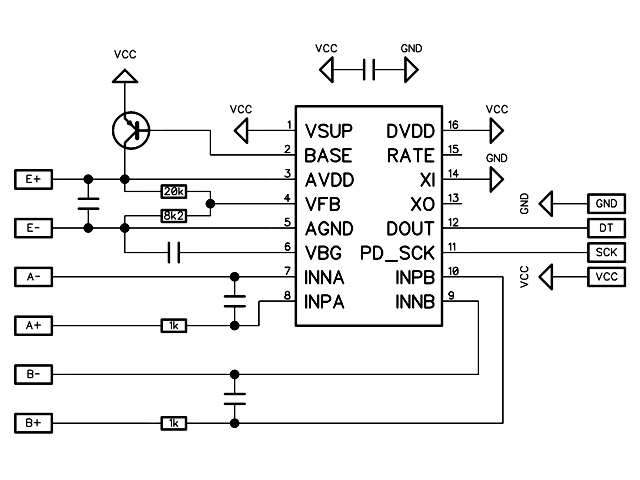 VCC GND
VCC
VCC 1 VSUP DVDD 16 VCC
2 BASE RATE 15
GND
E+ 20k 3 AVDD XI 14
8k2 4 VFB XO 13 GND GND
E- 5 AGND DOUT 12 DT
6 VBG PD_SCK 11 SCK
A- 7 INNA INPB 10 VCC VCC
8 INPA INNB 9
A+ 1k
B-
B+ 1k